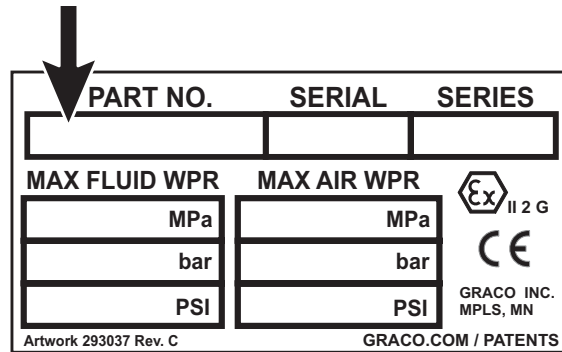 PART NO. SERIAL SERIES
MAX FLUID WPR MAX AIR WPR
MPa MPa
bar bar
PSI PSI
Ex II 2 G
CE
GRACO INC.
MPLS, MN
Artwork 293037 Rev. C GRACO.COM / PATENTS